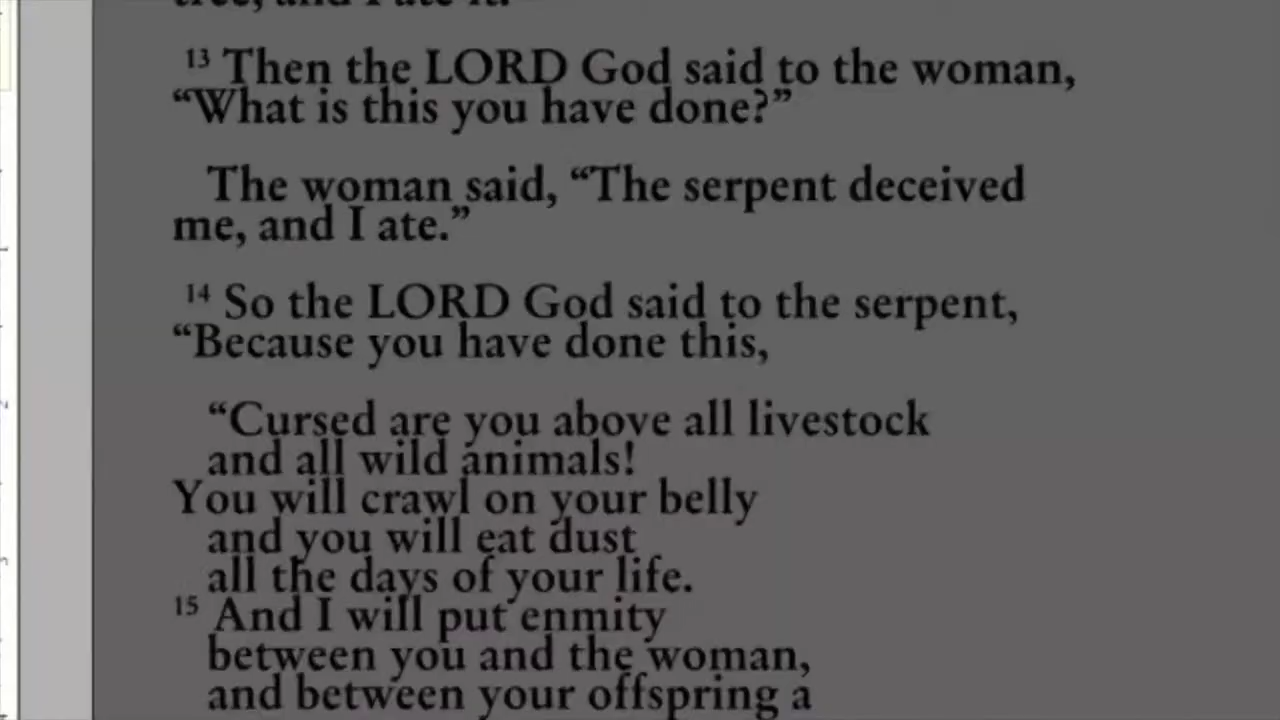 tree, and I ate it."
13 Then the LORD God said to the woman,
“What is this you have done?”
The woman said, “The serpent deceived
me, and I ate.”
14 So the LORD God said to the serpent,
“Because you have done this,
“Cursed are you above all livestock
and all wild animals!
You will crawl on your belly
and you will eat dust
all the days of your life.
15 And I will put enmity
between you and the woman,
and between your offspring a